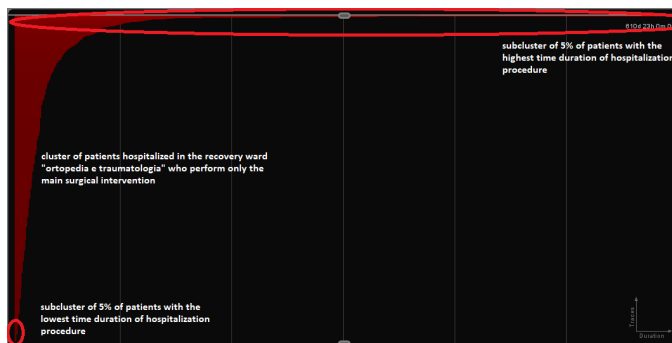 610d 23h 0m 0
subcluster of 5% of patients with the
highest time duration of hospitalization
procedure
cluster of patients hospitalized in the recovery ward
"ortopedia e traumatologia" who perform only the
main surgical intervention
subcluster of 5% of patients with the
lowest time duration of hospitalization
procedure
Traces
Duration